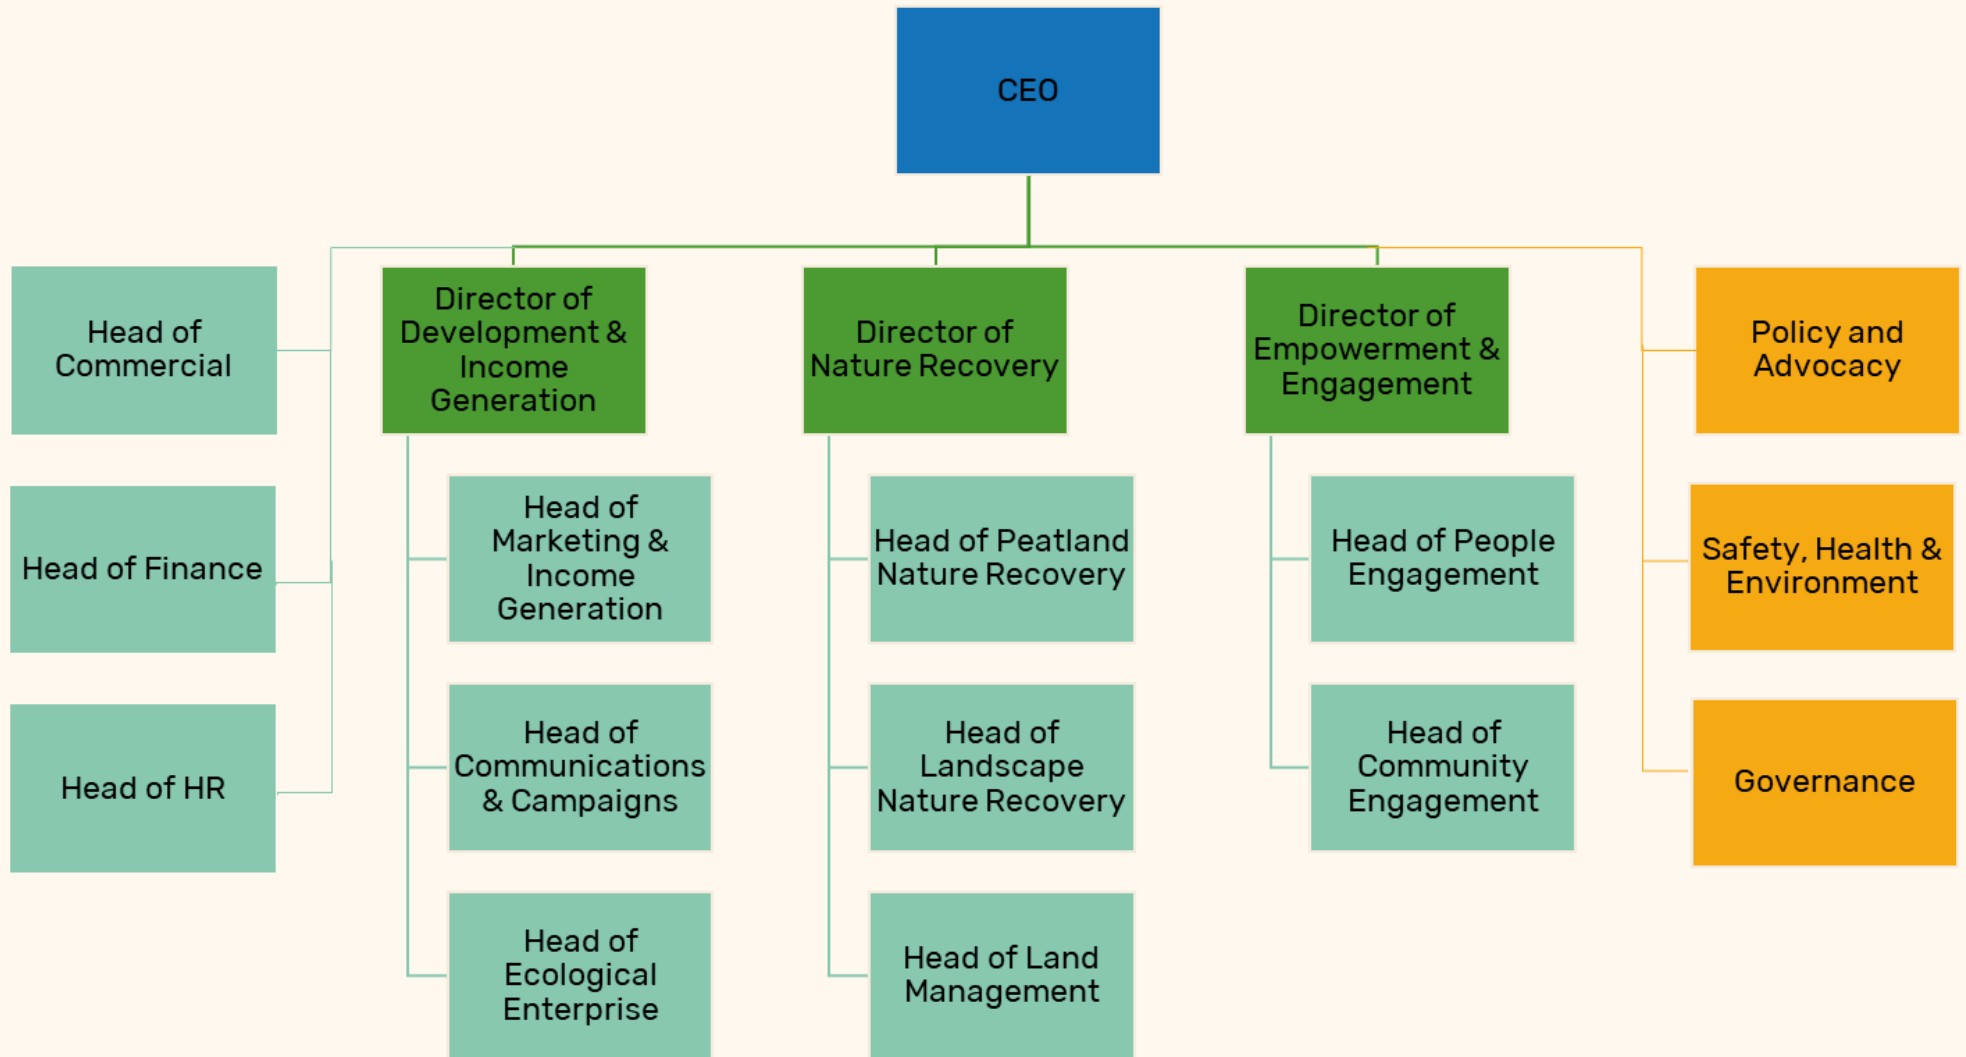 CEO
Head of
Commercial
Director of
Development &
Income
Generation
Director of
Nature Recovery
Director of
Empowerment &
Engagement
Policy and
Advocacy
Head of Finance
Head of
Marketing &
Income
Generation
Head of Peatland
Nature Recovery
Head of People
Engagement
Safety, Health &
Environment
Head of HR
Head of
Communications
& Campaigns
Head of
Landscape
Nature Recovery
Head of
Community
Engagement
Governance
Head of
Ecological
Enterprise
Head of Land
Management